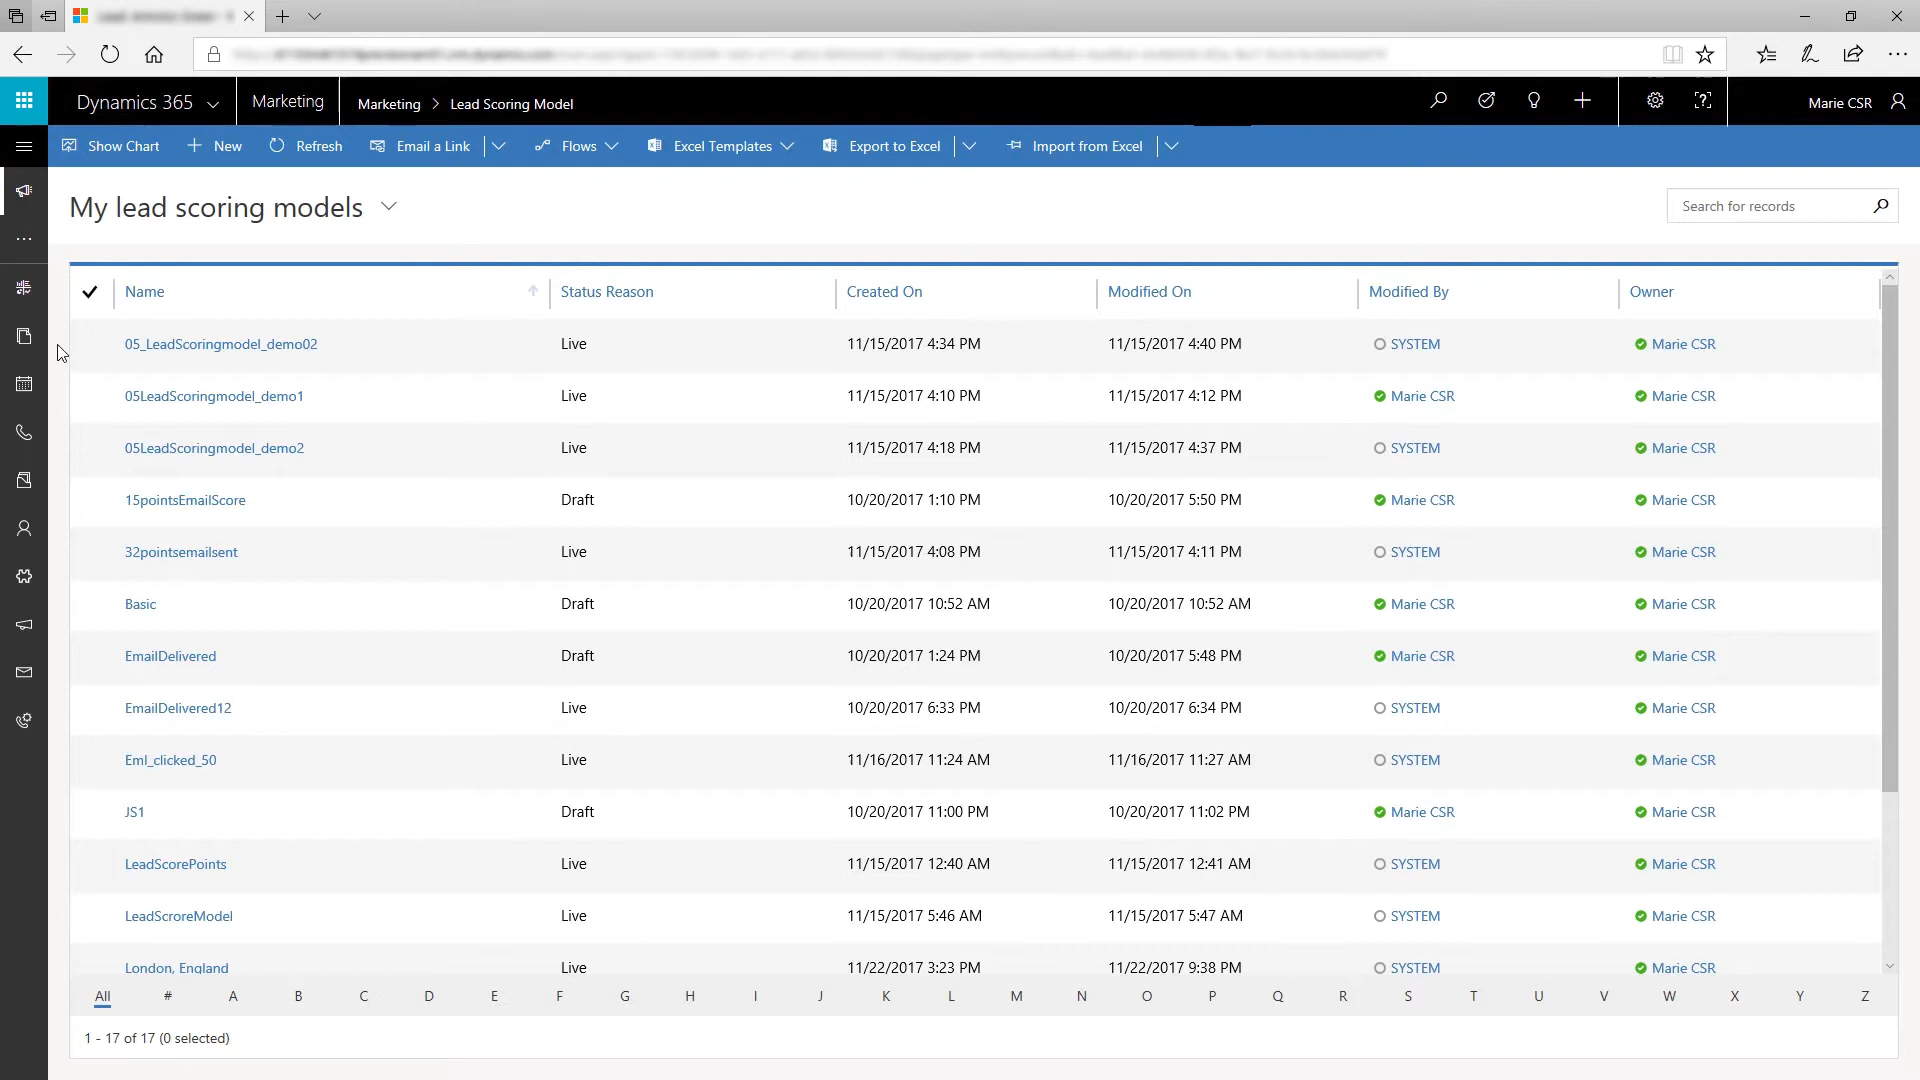 Dynamics 365 Marketing Marketing > Lead Scoring Model Marie CSR
Show Chart New Refresh Email a Link Flows Excel Templates Export to Excel Import from Excel
My lead scoring models Search for records
Name Status Reason Created On Modified On Modified By Owner
05_LeadScoringmodel_demo02 Live 11/15/2017 4:34 PM 11/15/2017 4:40 PM SYSTEM Marie CSR
05LeadScoringmodel_demo1 Live 11/15/2017 4:10 PM 11/15/2017 4:12 PM Marie CSR Marie CSR
05LeadScoringmodel_demo2 Live 11/15/2017 4:18 PM 11/15/2017 4:37 PM SYSTEM Marie CSR
15pointsEmailScore Draft 10/20/2017 1:10 PM 10/20/2017 5:50 PM Marie CSR Marie CSR
32pointsemailsent Live 11/15/2017 4:08 PM 11/15/2017 4:11 PM SYSTEM Marie CSR
Basic Draft 10/20/2017 10:52 AM 10/20/2017 10:52 AM Marie CSR Marie CSR
EmailDelivered Draft 10/20/2017 1:24 PM 10/20/2017 5:48 PM Marie CSR Marie CSR
EmailDelivered12 Live 10/20/2017 6:33 PM 10/20/2017 6:34 PM SYSTEM Marie CSR
Eml_clicked_50 Live 11/16/2017 11:24 AM 11/16/2017 11:27 AM SYSTEM Marie CSR
JS1 Draft 10/20/2017 11:00 PM 10/20/2017 11:02 PM Marie CSR Marie CSR
LeadScorePoints Live 11/15/2017 12:40 AM 11/15/2017 12:41 AM SYSTEM Marie CSR
LeadScroreModel Live 11/15/2017 5:46 AM 11/15/2017 5:47 AM SYSTEM Marie CSR
London, England Live 11/22/2017 3:23 PM 11/22/2017 9:38 PM SYSTEM Marie CSR
All # A B C D E F G H I J K L M N O P Q R S T U V W X Y Z
1 - 17 of 17 (0 selected)